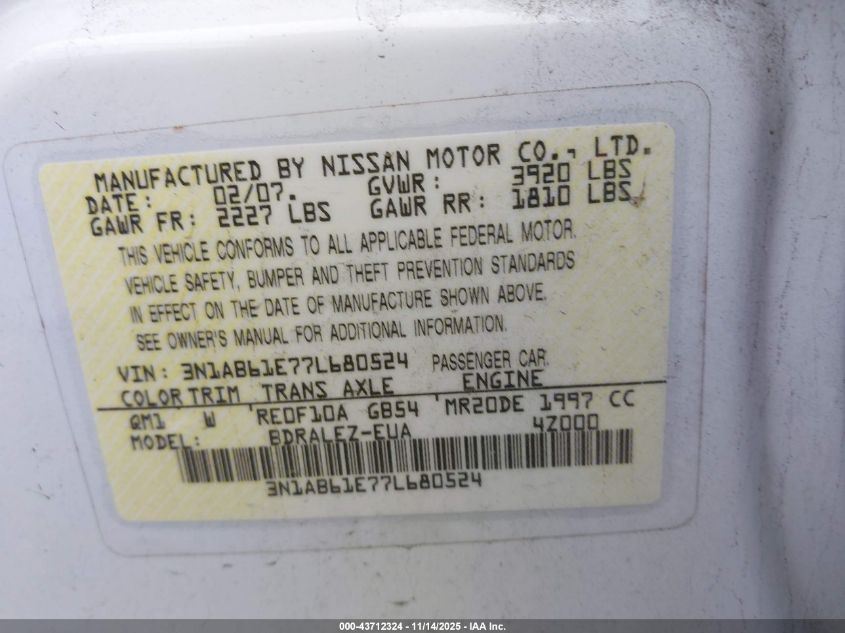 MANUFACTURED BY NISSAN MOTOR CO., LTD.
DATE: 02/07. GVWR: 3920 LBS
GAWR FR: 2227 LBS GAWR RR: 1810 LBS
THIS VEHICLE CONFORMS TO ALL APPLICABLE FEDERAL MOTOR
VEHICLE SAFETY, BUMPER AND THEFT PREVENTION STANDARDS
IN EFFECT ON THE DATE OF MANUFACTURE SHOWN ABOVE.
SEE OWNER'S MANUAL FOR ADDITIONAL INFORMATION.
VIN: 3N1AB61E77L680524 PASSENGER CAR
COLOR TRIM TRANS AXLE ENGINE
QM1 W 'RE0F10A GB54 'MR20DE 1997 CC
MODEL: BDRALEZ-EUA 4Z000
3N1AB61E77L680524
000-43712324 - 11/14/2025 - IAA Inc.